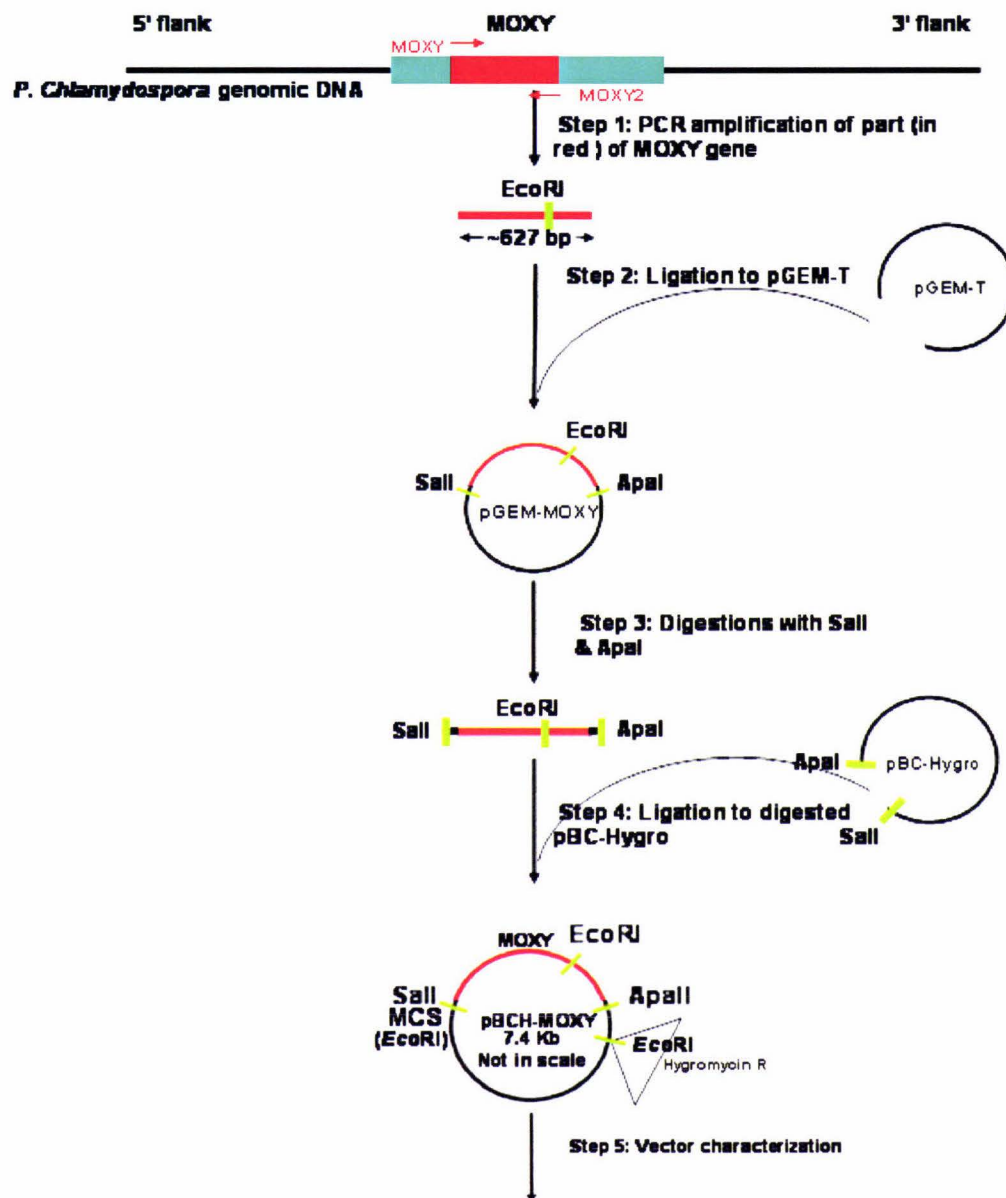 5' flank
MOXY
3' flank
MOXY
P. Chlamydospora genomic DNA
MOXY2
Step 1: PCR amplification of part (in
red ) of MOXY gene
EcoRI
~627 bp
Step 2: Ligation to pGEM-T
pGEM-T
EcoRI
SalI
ApaI
pGEM-MOXY
Step 3: Digestions with SalI
& ApaI
EcoRI
SalI
ApaI
ApaI
pBC-Hygro
Step 4: Ligation to digested
pBC-Hygro
SalI
MOXY
EcoRI
SalI
ApaII
MCS
(EcoRI)
pBCH-MOXY
7.4 Kb
Not in scale
EcoRI
Hygromyoin R
Step 5: Vector characterization